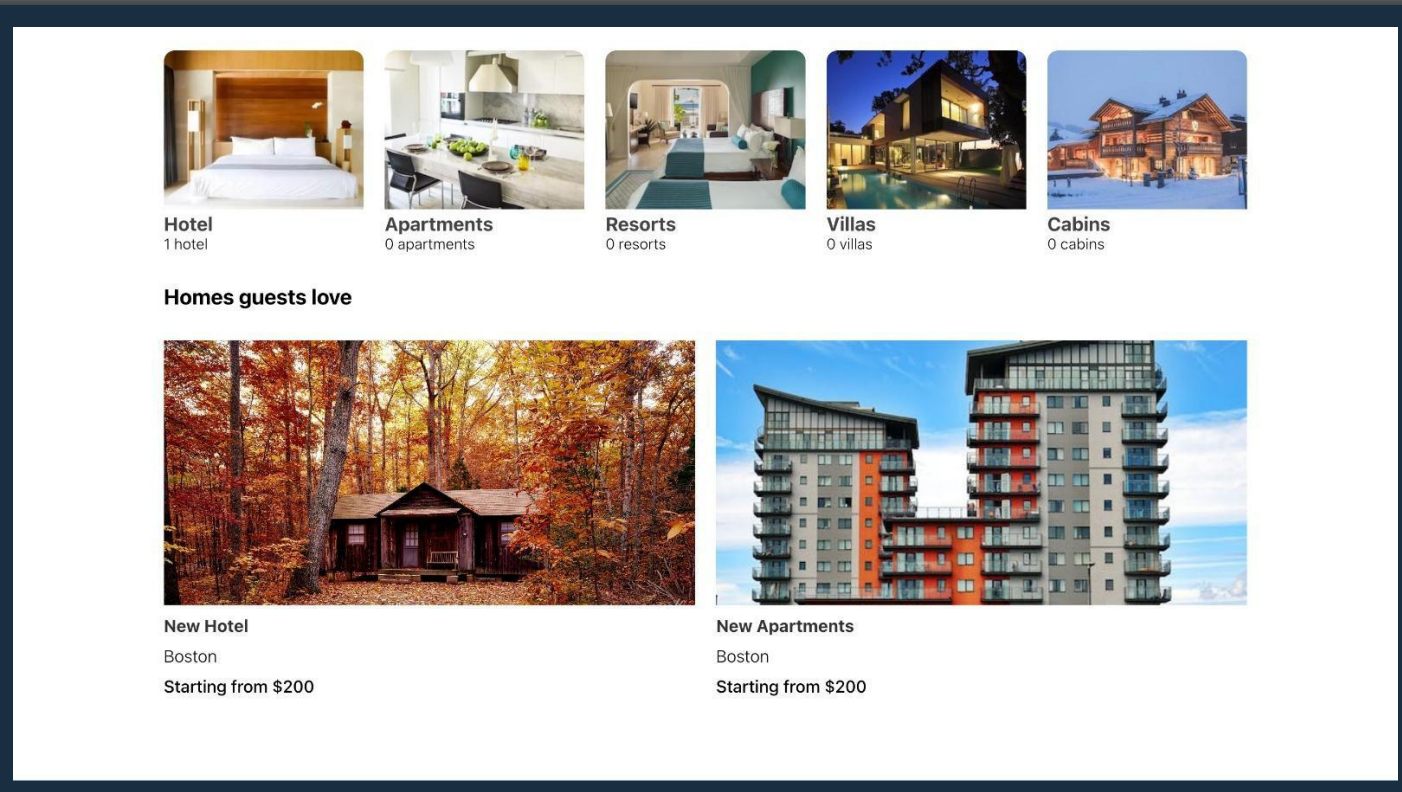 Hotel
1 hotel
Apartments
0 apartments
Resorts
0 resorts
Villas
0 villas
Cabins
0 cabins
Homes guests love
New Hotel
Boston
Starting from $200
New Apartments
Boston
Starting from $200